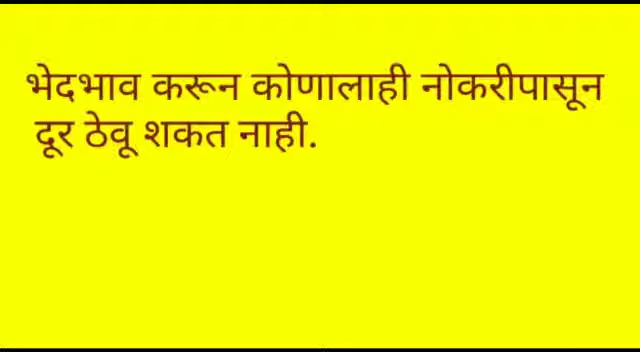 भेदभाव करून कोणालाही नोकरीपासून
दूर ठेवू शकत नाही.